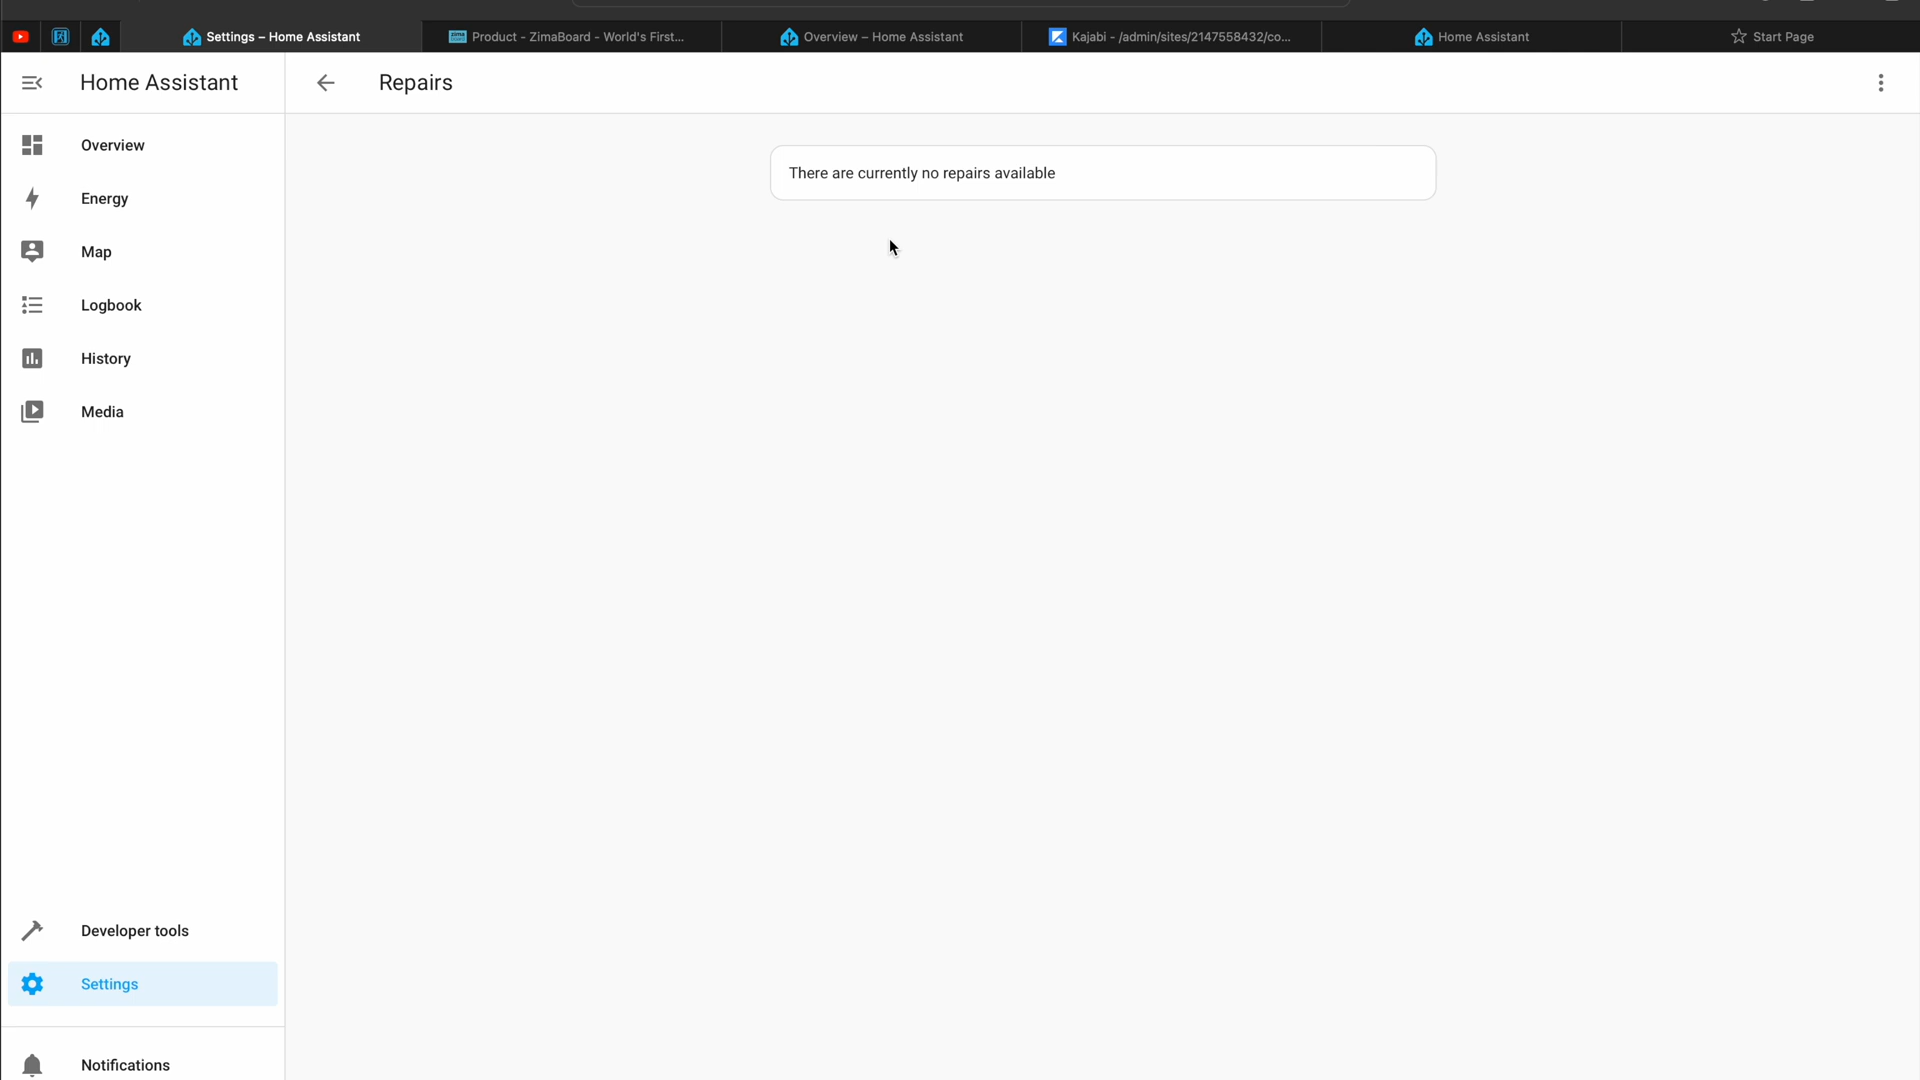 Settings – Home Assistant
Product - ZimaBoard - World's First...
Overview – Home Assistant
Kajabi - /admin/sites/2147558432/co...
Home Assistant
Start Page
Home Assistant
Repairs
There are currently no repairs available
Overview
Energy
Map
Logbook
History
Media
Developer tools
Settings
Notifications